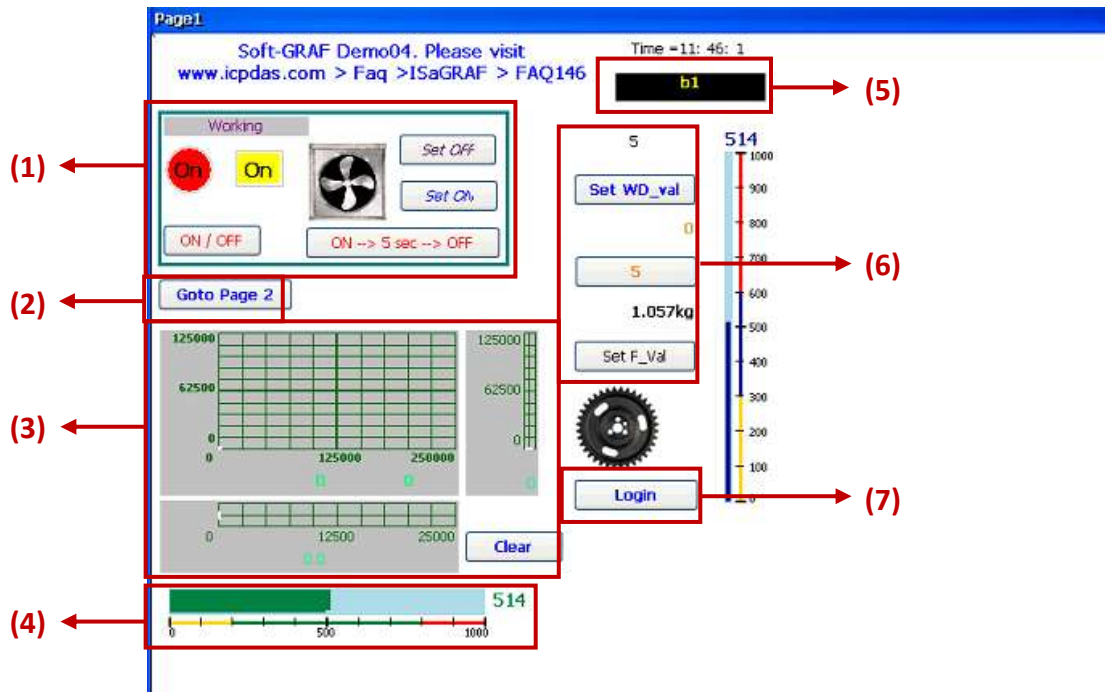 Page1
Soft-GRAF Demo04. Please visit
www.icpdas.com > Faq >ISaGRAF > FAQ146
Time =11: 46: 1
b1
(5)
(1)
Working
On
On
Set OFF
Set ON
ON / OFF
ON --> 5 sec --> OFF
5
Set WD_val
0
5
1.057kg
Set F_Val
(6)
514
1000
900
800
700
600
500
400
300
200
100
0
(2)
Goto Page 2
(3)
125000
62500
0
0
125000
250000
0
0
125000
62500
0
0
0
12500
25000
0.0
Clear
Login
(7)
(4)
514
0
500
1000